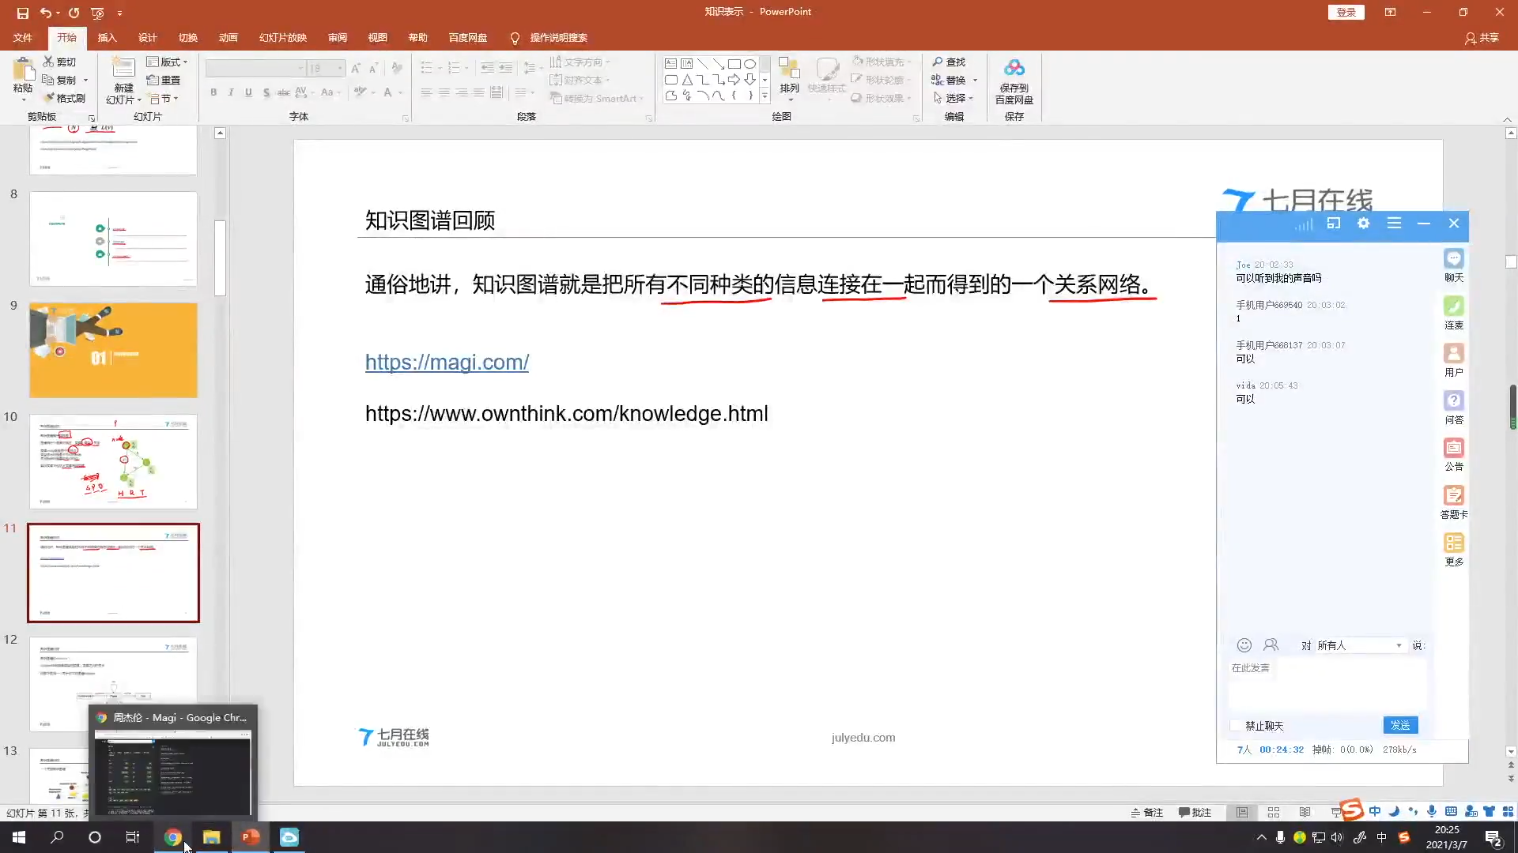 知识表示 - PowerPoint
登录
文件 开始 插入 设计 切换 动画 幻灯片放映 审阅 视图 帮助 百度网盘 操作说明搜索
共享
粘贴
剪切
复制
格式刷
剪贴板
新建
幻灯片
版式
重置
节
幻灯片
18
B I U S abc AV Aa A
字体
文字方向
对齐文本
转换为 SmartArt
段落
排列
快速样式
形状填充
形状轮廓
形状效果
绘图
查找
替换
选择
编辑
保存到
百度网盘
保存
8
9
01
10
H R T
11
12
13
知识图谱回顾
七月在线
通俗地讲，知识图谱就是把所有不同种类的信息连接在一起而得到的一个关系网络。
https://magi.com/
https://www.ownthink.com/knowledge.html
七月在线
JULYEDU.COM
julyedu.com
Joe 20:02:33
可以听到我的声音吗
手机用户669540 20:03:02
1
手机用户668137 20:03:07
可以
vida 20:05:43
可以
聊天
连麦
用户
问答
公告
答题卡
更多
对 所有人 说:
在此发言
禁止聊天
发送
7人 00:24:32 掉帧: 0(0.0%) 278kb/s
周杰伦 - Magi - Google Chr...
幻灯片 第 11 张，共
备注 批注
中
中
20:25
2021/3/7
2